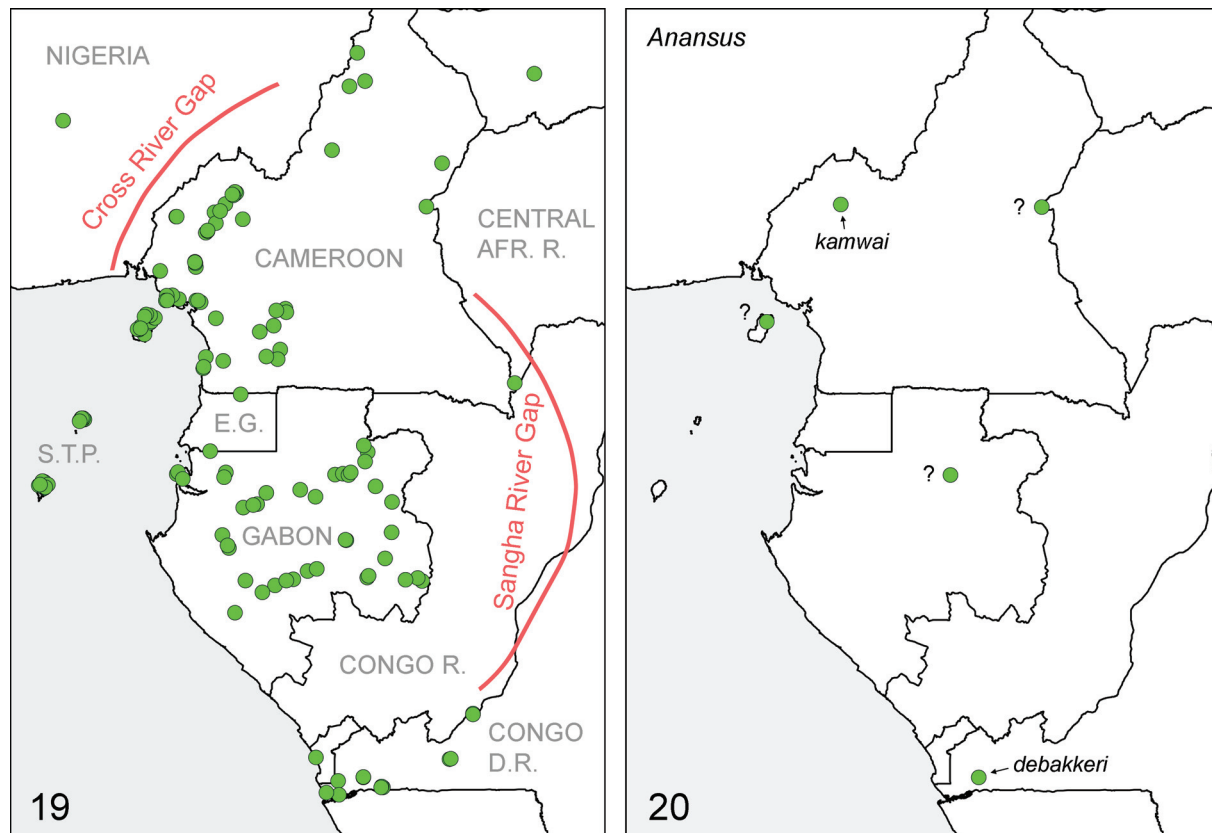 NIGERIA
Cross River Gap
CENTRAL
AFR. R.
CAMEROON
E.G.
S.T.P.
Sangha River Gap
GABON
CONGO R.
CONGO
D.R.
19
Anansus
?
kamwai
?
?
debakkeri
20